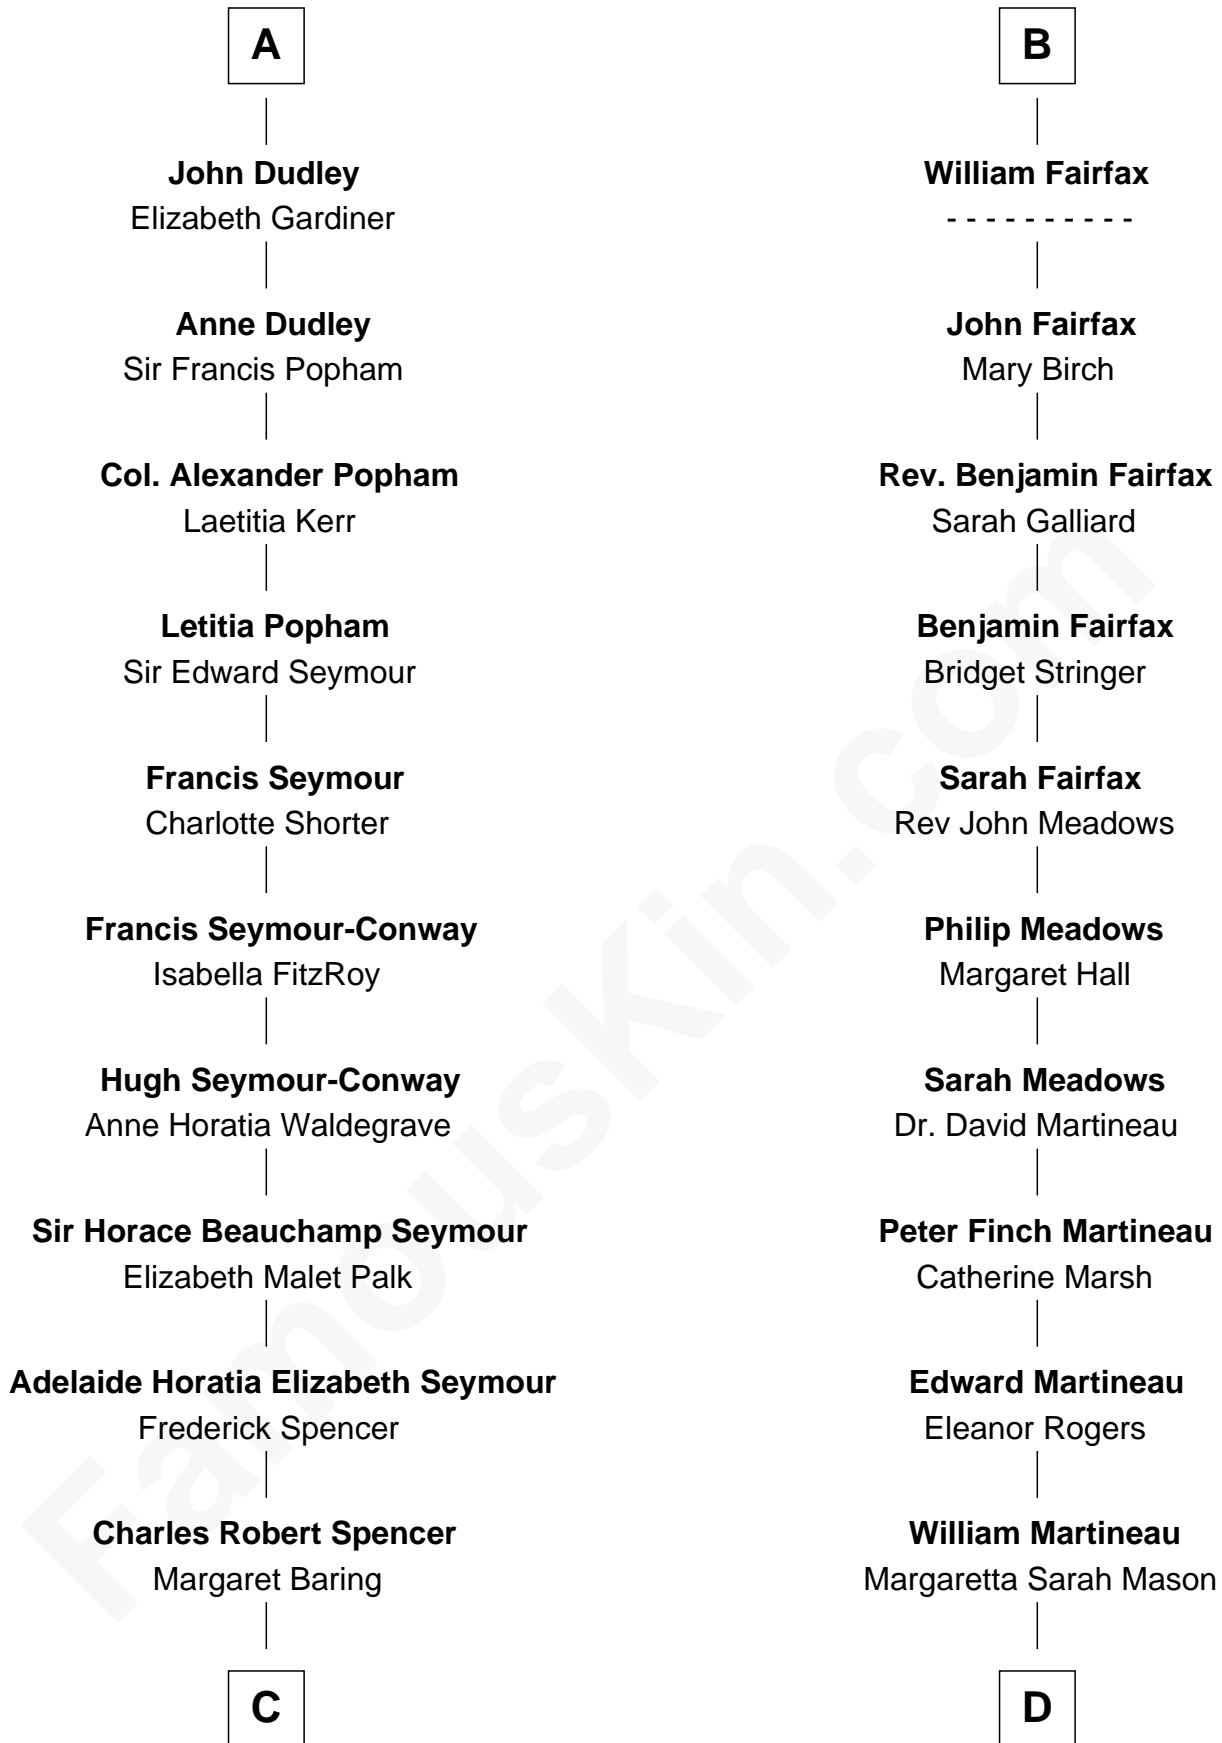 A
John Dudley
Elizabeth Gardiner
Anne Dudley
Sir Francis Popham
Col. Alexander Popham
Laetitia Kerr
Letitia Popham
Sir Edward Seymour
Francis Seymour
Charlotte Shorter
Francis Seymour-Conway
Isabella FitzRoy
Hugh Seymour-Conway
Anne Horatia Waldegrave
Sir Horace Beauchamp Seymour
Elizabeth Malet Palk
Adelaide Horatia Elizabeth Seymour
Frederick Spencer
Charles Robert Spencer
Margaret Baring
C
B
William Fairfax
- - - - - - - - - -
John Fairfax
Mary Birch
Rev. Benjamin Fairfax
Sarah Galliard
Benjamin Fairfax
Bridget Stringer
Sarah Fairfax
Rev John Meadows
Philip Meadows
Margaret Hall
Sarah Meadows
Dr. David Martineau
Peter Finch Martineau
Catherine Marsh
Edward Martineau
Eleanor Rogers
William Martineau
Margaretta Sarah Mason
D
FamousKin.com